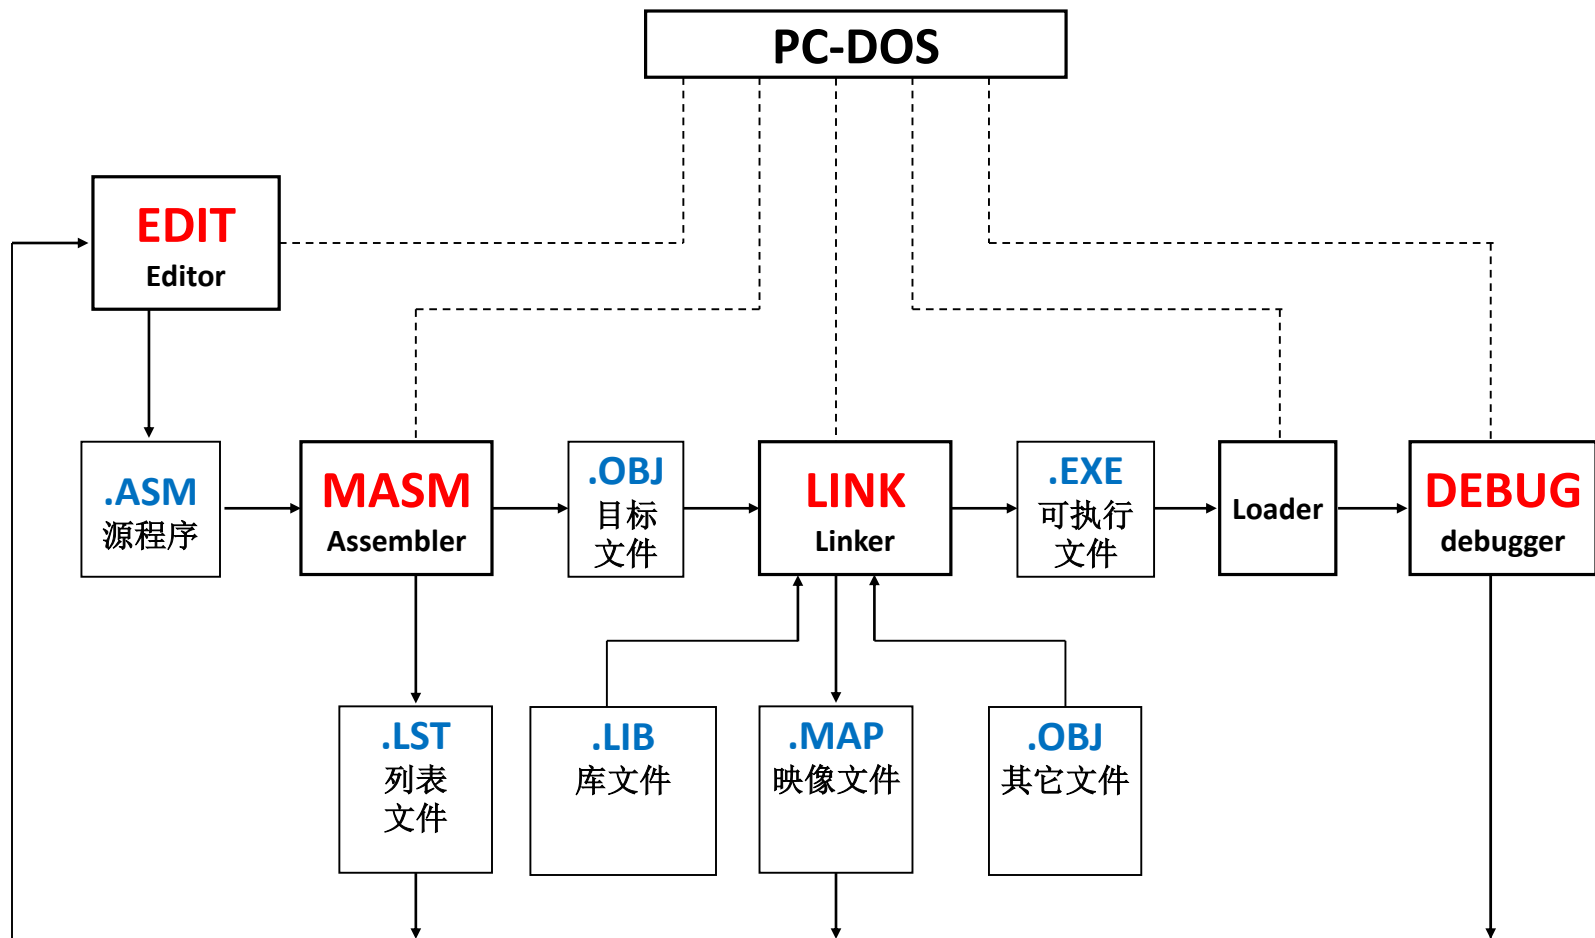 PC-DOS
EDIT
Editor
.ASM
源程序
MASM
Assembler
.OBJ
目标
文件
LINK
Linker
.EXE
可执行
文件
Loader
DEBUG
debugger
.LST
列表
文件
.LIB
库文件
.MAP
映像文件
.OBJ
其它文件